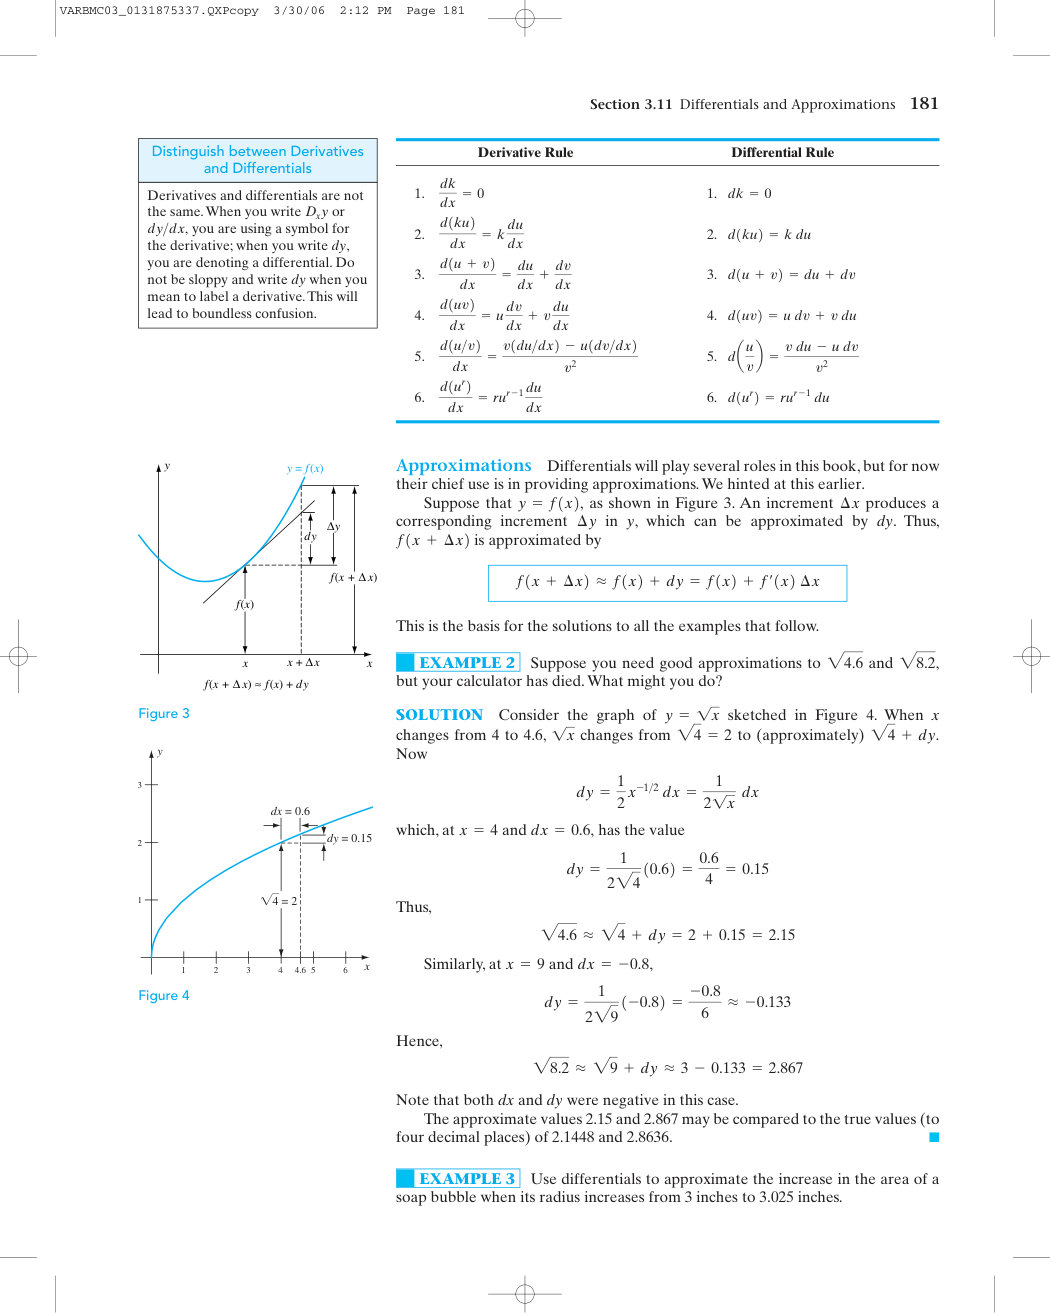 VARBMC03_0131875337.QXPcopy 3/30/06 2:12 PM Page 181
Section 3.11 Differentials and Approximations 181
Distinguish between Derivatives
and Differentials
Derivatives and differentials are not
the same. When you write Dₓy or
dy/dx, you are using a symbol for
the derivative; when you write dy,
you are denoting a differential. Do
not be sloppy and write dy when you
mean to label a derivative. This will
lead to boundless confusion.
Derivative Rule Differential Rule
1. dk/dx = 0 1. dk = 0
2. d(ku)/dx = k du/dx 2. d(ku) = k du
3. d(u + v)/dx = du/dx + dv/dx 3. d(u + v) = du + dv
4. d(uv)/dx = u dv/dx + v du/dx 4. d(uv) = u dv + v du
5. d(u/v)/dx = (v(du/dx) − u(dv/dx))/v² 5. d(u/v) = (v du − u dv)/v²
6. d(uʳ)/dx = ruʳ⁻¹ du/dx 6. d(uʳ) = ruʳ⁻¹ du
y
y = f(x)
Δy
dy
f(x + Δx)
f(x)
x x + Δx x
f(x + Δx) ≈ f(x) + dy
Figure 3
y
3
dx = 0.6
2
dy = 0.15
1
√4 = 2
1 2 3 4 4.6 5 6 x
Figure 4
Approximations Differentials will play several roles in this book, but for now
their chief use is in providing approximations. We hinted at this earlier.
Suppose that y = f(x), as shown in Figure 3. An increment Δx produces a
corresponding increment Δy in y, which can be approximated by dy. Thus,
f(x + Δx) is approximated by
f(x + Δx) ≈ f(x) + dy = f(x) + f′(x) Δx
This is the basis for the solutions to all the examples that follow.
EXAMPLE 2 Suppose you need good approximations to √4.6 and √8.2,
but your calculator has died. What might you do?
SOLUTION Consider the graph of y = √x sketched in Figure 4. When x
changes from 4 to 4.6, √x changes from √4 = 2 to (approximately) √4 + dy.
Now
dy = 1/2 x^(−1/2) dx = 1/(2√x) dx
which, at x = 4 and dx = 0.6, has the value
dy = 1/(2√4) (0.6) = 0.6/4 = 0.15
Thus,
√4.6 ≈ √4 + dy = 2 + 0.15 = 2.15
Similarly, at x = 9 and dx = −0.8,
dy = 1/(2√9) (−0.8) = −0.8/6 ≈ −0.133
Hence,
√8.2 ≈ √9 + dy ≈ 3 − 0.133 = 2.867
Note that both dx and dy were negative in this case.
The approximate values 2.15 and 2.867 may be compared to the true values (to
four decimal places) of 2.1448 and 2.8636.
EXAMPLE 3 Use differentials to approximate the increase in the area of a
soap bubble when its radius increases from 3 inches to 3.025 inches.